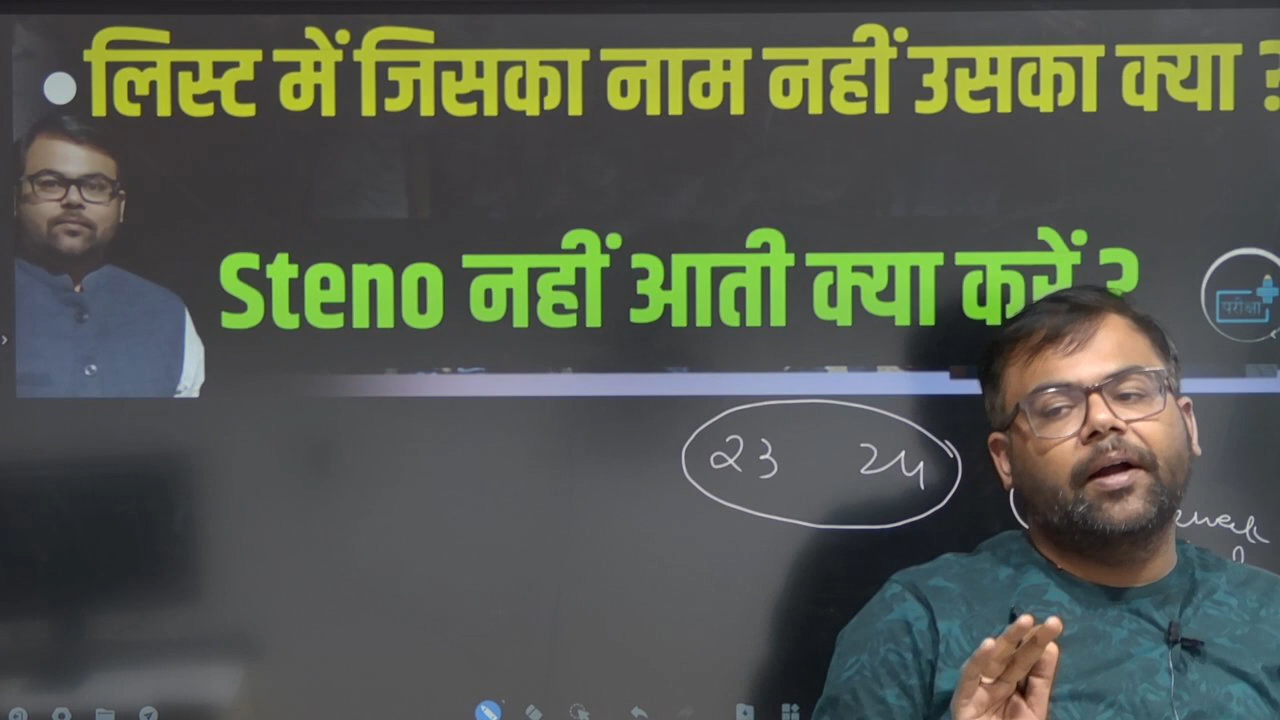 लिस्ट में जिसका नाम नहीं उसका क्या ?
Steno नहीं आती क्या करें ?
परीक्षा
23 24